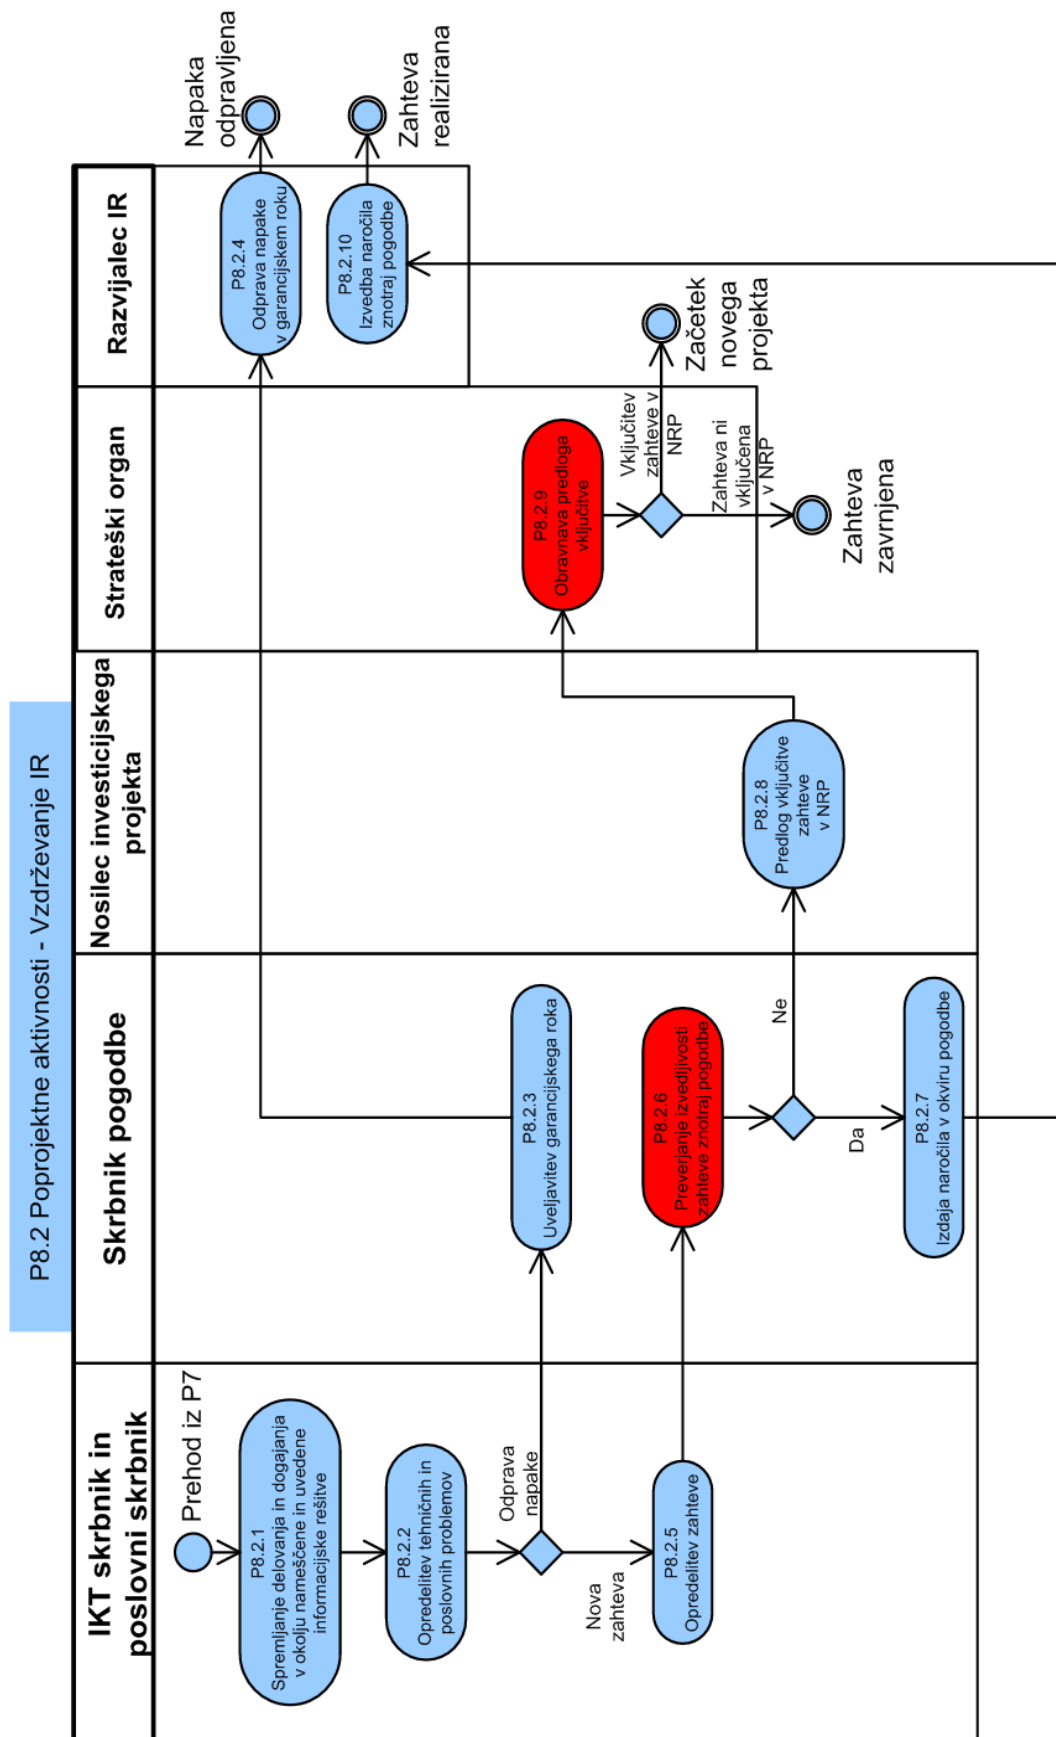 P8.2 Poprojektne aktivnosti - Vzdrževanje IR
IKT skrbnik in
poslovni skrbnik
Skrbnik pogodbe
Nosilec investicijskega
projekta
Strateški organ
Razvijalec IR
Prehod iz P7
P8.2.1
Spremljanje delovanja in dogajanja
v okolju nameščene in uvedene
informacijske rešitve
P8.2.2
Opredelitev tehničnih in
poslovnih problemov
Odprava
napake
Nova
zahteva
P8.2.3
Uveljavitev garancijskega roka
P8.2.4
Odprava napake
v garancijskem roku
Napaka
odpravljena
P8.2.5
Opredelitev zahteve
P8.2.6
Preverjanje izvedljivosti
zahteve znotraj pogodbe
Ne
Da
P8.2.7
Izdaja naročila v okviru pogodbe
P8.2.8
Predlog vključitve
zahteve
v NRP
P8.2.9
Obravnava predloga
vključitve
Vključitev
zahteve v
NRP
Začetek
novega
projekta
Zahteva ni
vključena
v NRP
Zahteva
zavrnjena
P8.2.10
Izvedba naročila
znotraj pogodbe
Zahteva
realizirana